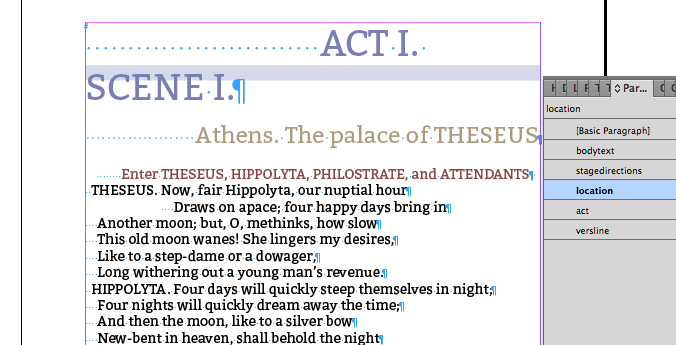 ACT I.
SCENE I.¶
Athens. The palace of THESEUS
Enter THESEUS, HIPPOLYTA, PHILOSTRATE, and ATTENDANTS¶
THESEUS. Now, fair Hippolyta, our nuptial hour¶
Draws on apace; four happy days bring in¶
Another moon; but, O, methinks, how slow¶
This old moon wanes! She lingers my desires,¶
Like to a step-dame or a dowager,¶
Long withering out a young man’s revenue.¶
HIPPOLYTA. Four days will quickly steep themselves in night;¶
Four nights will quickly dream away the time;¶
And then the moon, like to a silver bow¶
New-bent in heaven, shall behold the night¶
Par...
location
[Basic Paragraph]
bodytext
stagedirections
location
act
versline